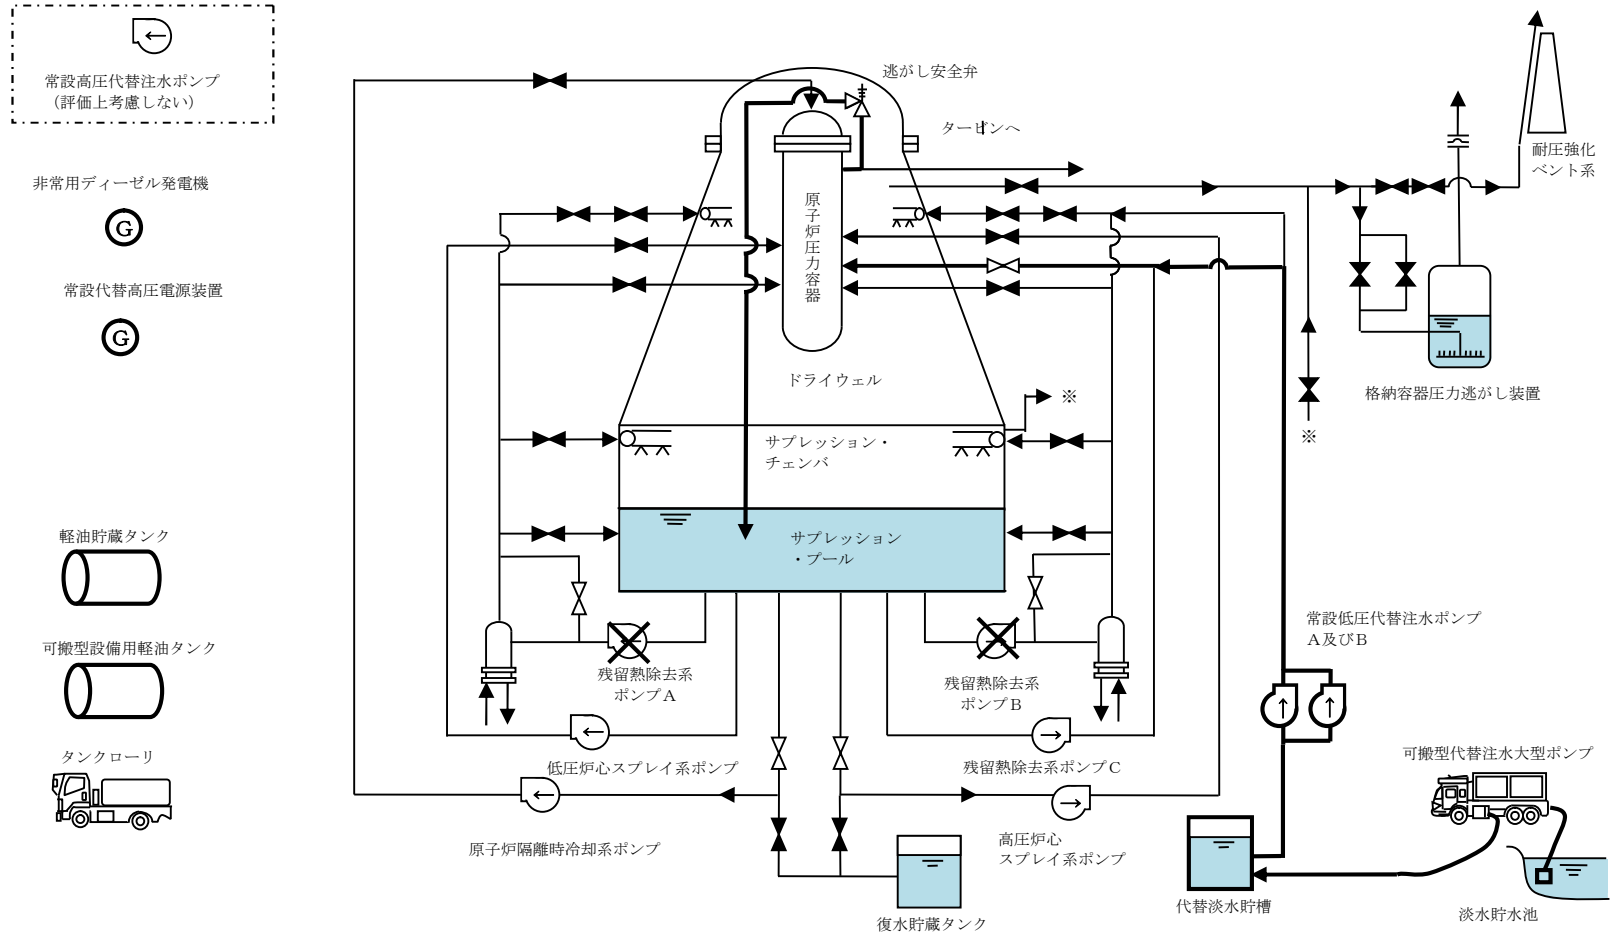 常設高圧代替注水ポンプ
（評価上考慮しない）
非常用ディーゼル発電機
G
常設代替高圧電源装置
G
軽油貯蔵タンク
可搬型設備用軽油タンク
タンクローリ
逃がし安全弁
タービンへ
原子炉圧力容器
ドライウェル
サプレッション・
チェンバ
サプレッション
・プール
※
残留熱除去系
ポンプＡ
残留熱除去系
ポンプＢ
低圧炉心スプレイ系ポンプ
残留熱除去系ポンプＣ
原子炉隔離時冷却系ポンプ
高圧炉心
スプレイ系ポンプ
復水貯蔵タンク
耐圧強化
ベント系
格納容器圧力逃がし装置
※
常設低圧代替注水ポンプ
Ａ及びＢ
可搬型代替注水大型ポンプ
代替淡水貯槽
淡水貯水池